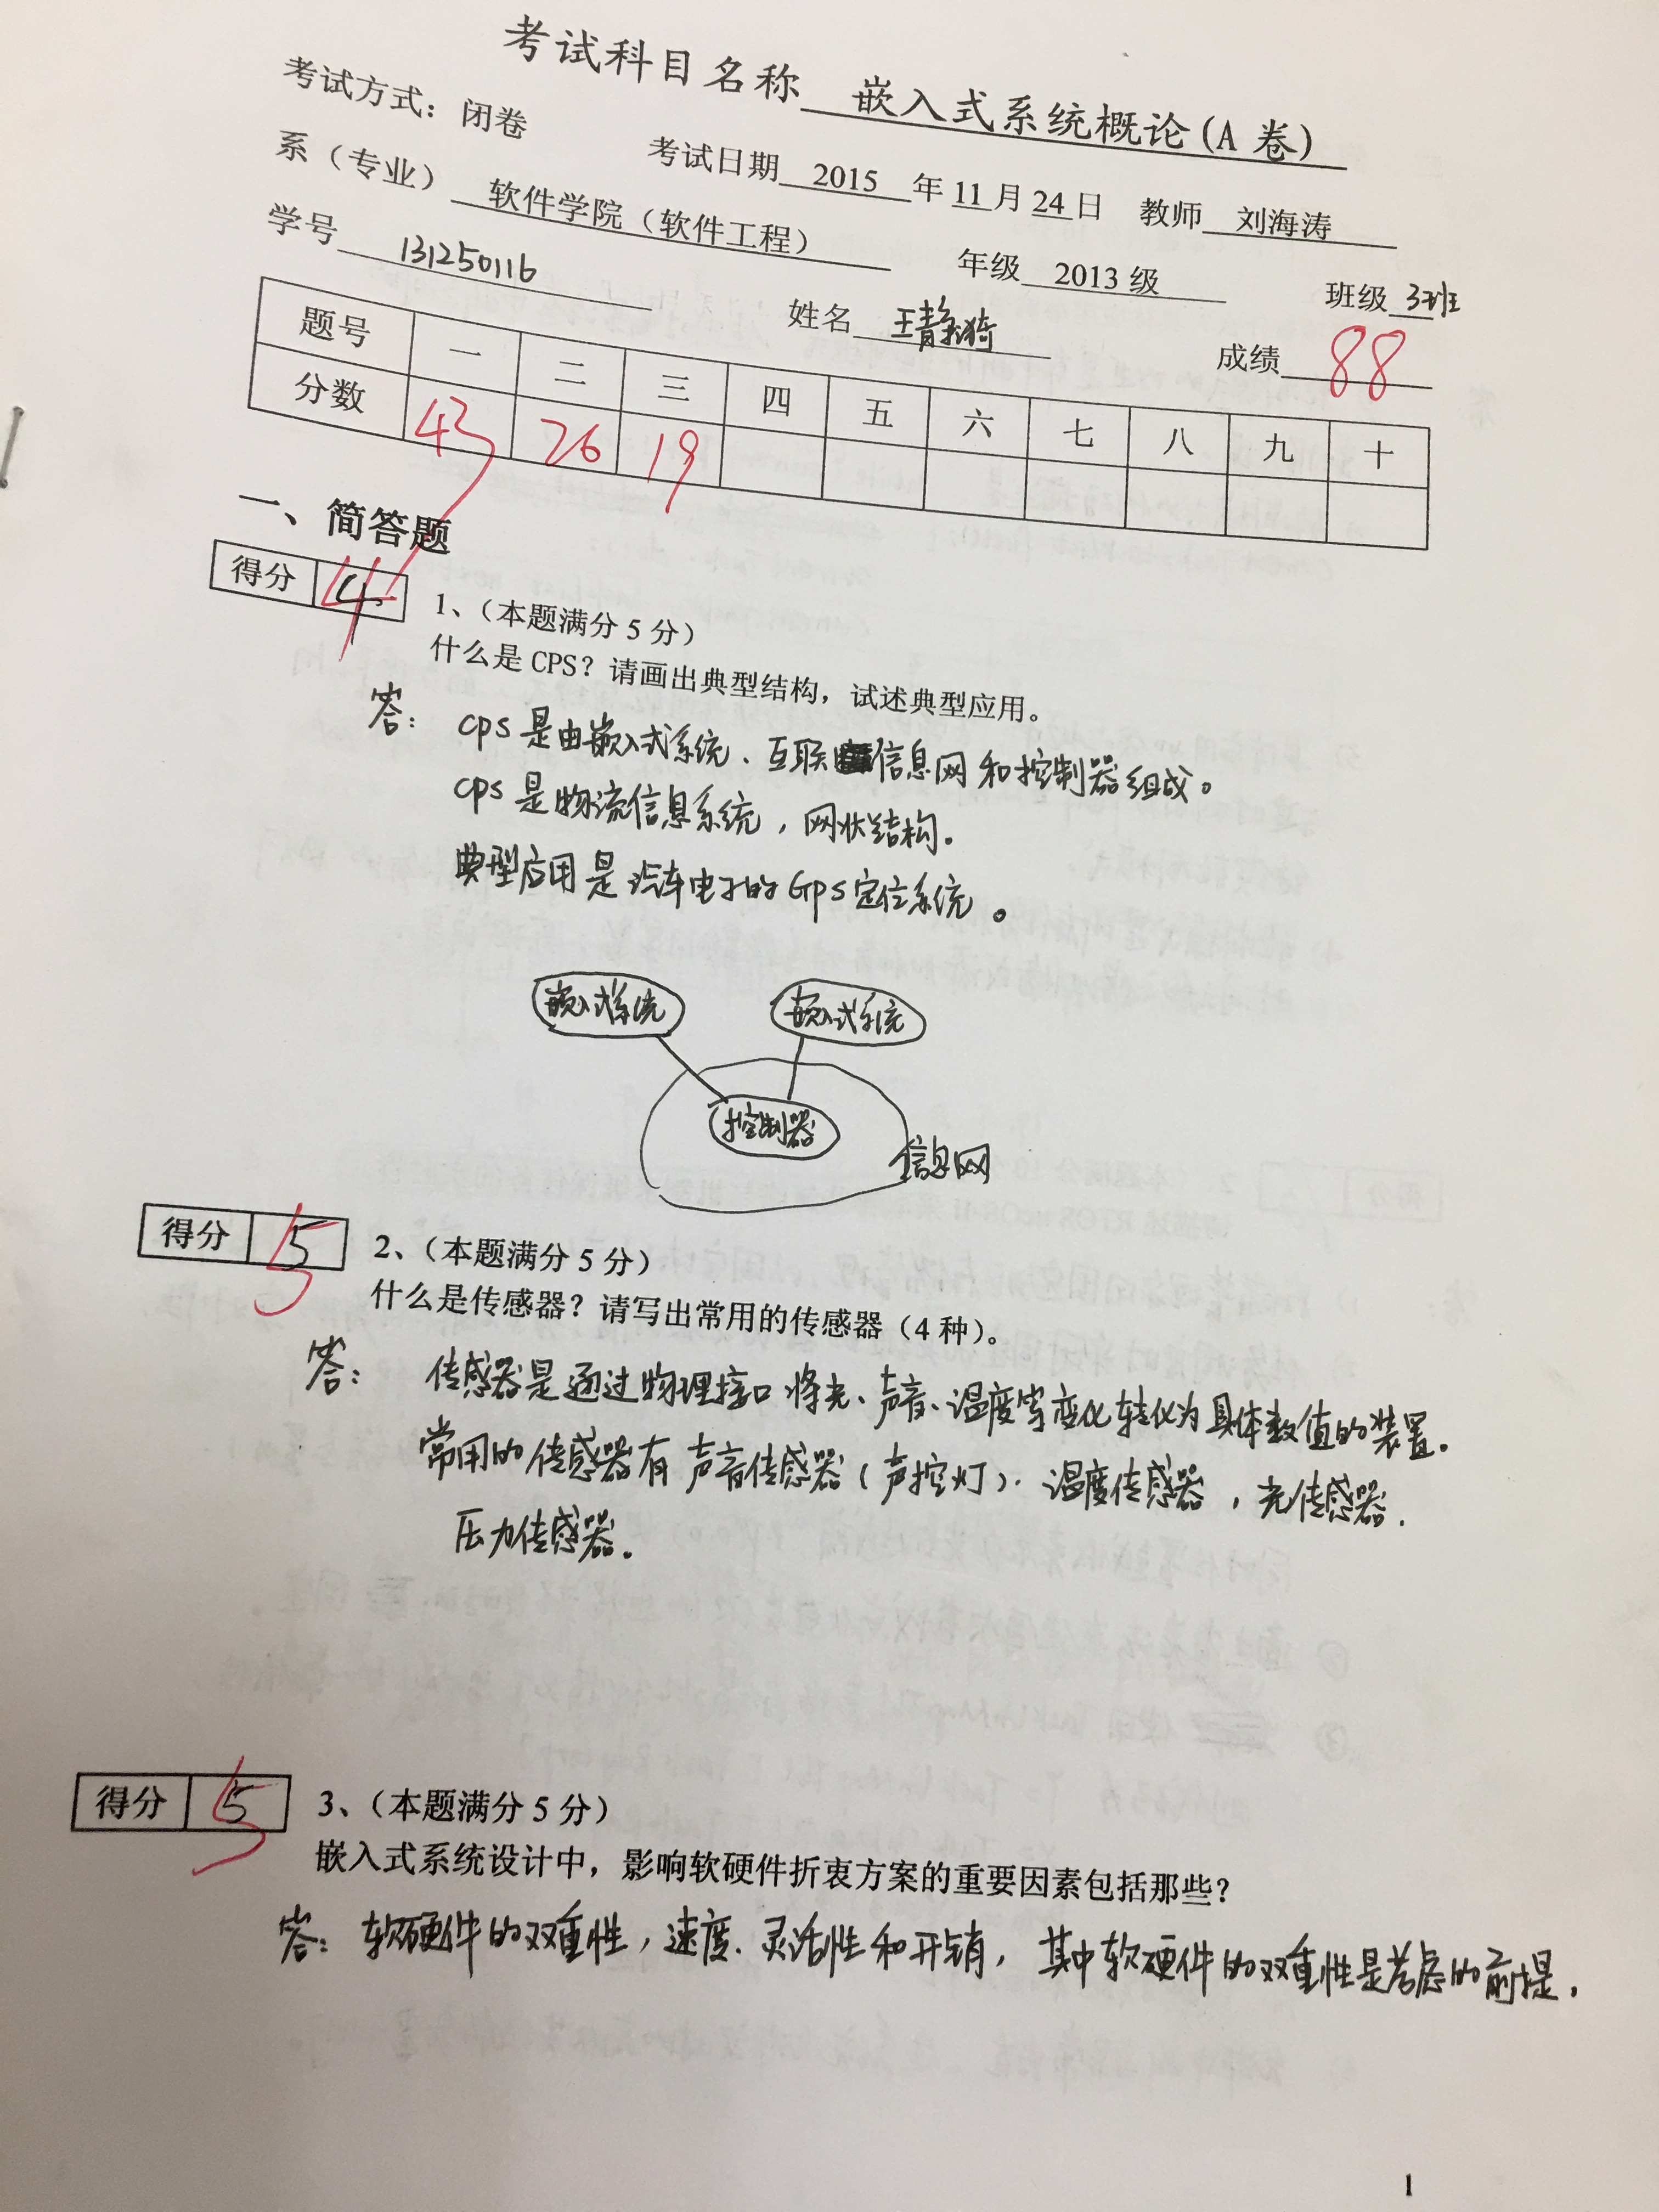 考试科目名称 嵌入式系统概论(A 卷)
考试方式：闭卷 考试日期 2015 年 11 月 24 日 教师 刘海涛
系（专业） 软件学院（软件工程） 年级 2013 级 班级 3班
学号 131250116 姓名 王静 成绩 88
题号 一 二 三 四 五 六 七 八 九 十
分数 43 26 19
一、简答题
得分 4 1、（本题满分 5 分）
什么是 CPS？请画出典型结构，试述典型应用。
答： cps 是由嵌入式系统、互联信息网和控制器组成。
cps 是物流信息系统，网状结构.
典型应用是汽车电子的Gps定位系统。
嵌入式系统 嵌入式系统
控制器
信息网
得分 5 2、（本题满分 5 分）
什么是传感器？请写出常用的传感器（4 种）。
答： 传感器是通过物理接口将光、声音、温度等变化转化为具体数值的装置。
常用的传感器有声音传感器（声控灯）. 温度传感器，光传感器.
压力传感器。
得分 5 3、（本题满分 5 分）
嵌入式系统设计中，影响软硬件折衷方案的重要因素包括那些？
答：软硬件的双重性，速度、灵活性和开销，其中软硬件的双重性是考虑的前提.
1